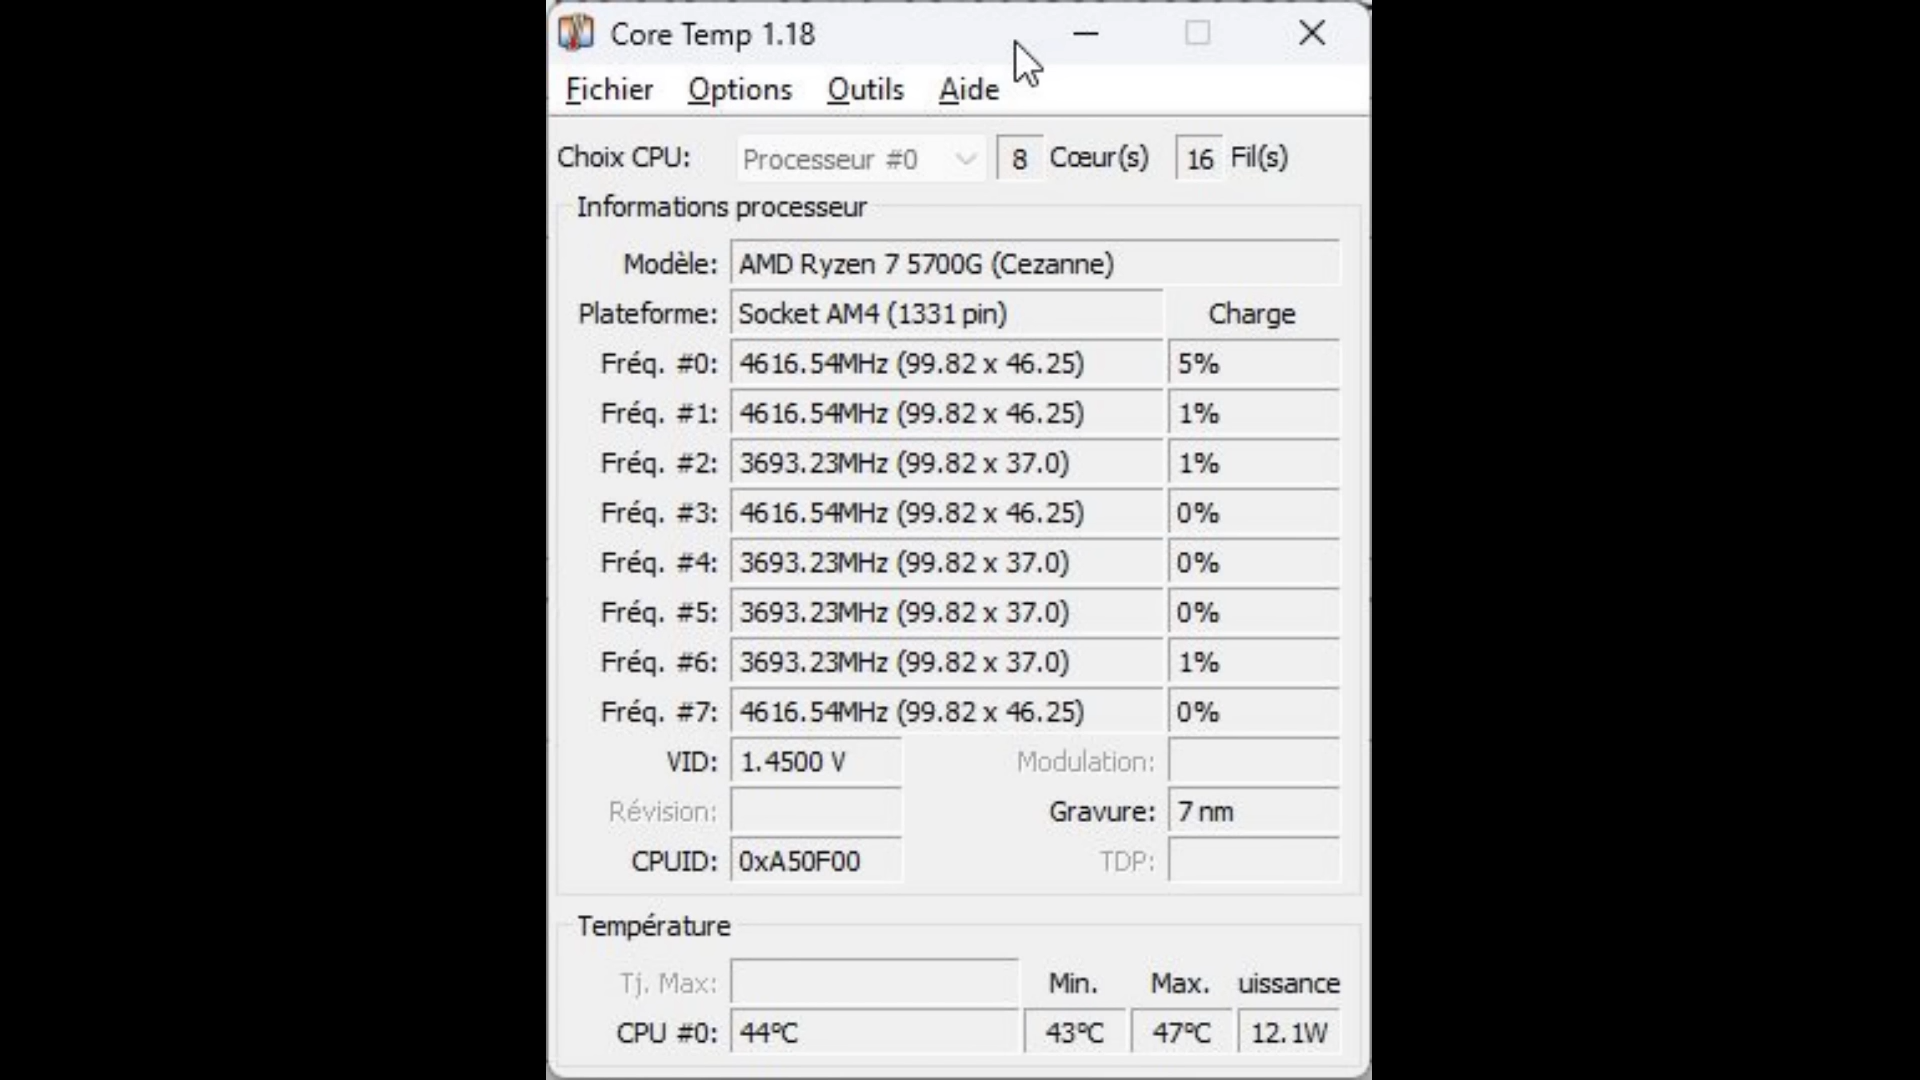 Core Temp 1.18
Fichier Options Outils Aide
Choix CPU: Processeur #0 8 Cœur(s) 16 Fil(s)
Informations processeur
Modèle: AMD Ryzen 7 5700G (Cezanne)
Plateforme: Socket AM4 (1331 pin) Charge
Fréq. #0: 4616.54MHz (99.82 x 46.25) 5%
Fréq. #1: 4616.54MHz (99.82 x 46.25) 1%
Fréq. #2: 3693.23MHz (99.82 x 37.0) 1%
Fréq. #3: 4616.54MHz (99.82 x 46.25) 0%
Fréq. #4: 3693.23MHz (99.82 x 37.0) 0%
Fréq. #5: 3693.23MHz (99.82 x 37.0) 0%
Fréq. #6: 3693.23MHz (99.82 x 37.0) 1%
Fréq. #7: 4616.54MHz (99.82 x 46.25) 0%
VID: 1.4500 V Modulation:
Révision: Gravure: 7 nm
CPUID: 0xA50F00 TDP:
Température
Tj. Max: Min. Max. uissance
CPU #0: 44ºC 43ºC 47ºC 12.1W